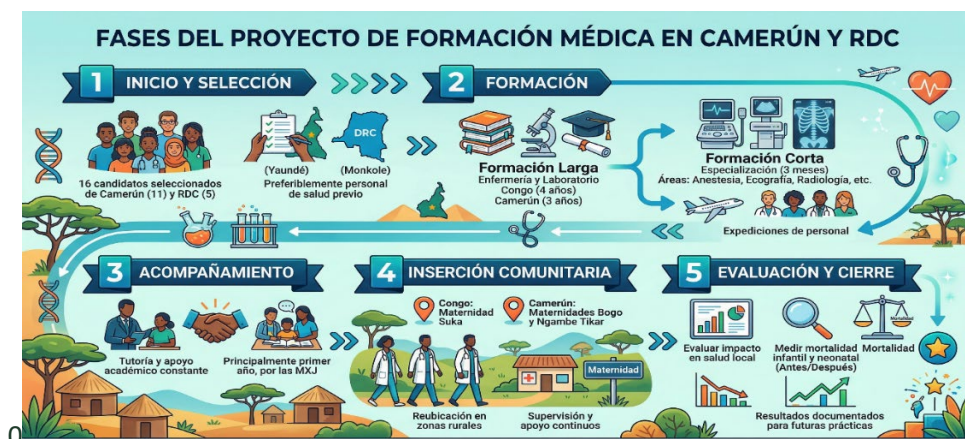 FASES DEL PROYECTO DE FORMACIÓN MÉDICA EN CAMERÚN Y RDC
1 INICIO Y SELECCIÓN
16 candidatos seleccionados
de Camerún (11) y RDC (5)
DRC
(Yaundé)
(Monkole)
Preferiblemente personal
de salud previo
2 FORMACIÓN
Formación Larga
Enfermería y Laboratorio
Congo (4 años)
Camerún (3 años)
Formación Corta
Especialización (3 meses)
Áreas: Anestesia, Ecografía, Radiología, etc.
Expediciones de personal
3 ACOMPAÑAMIENTO
Tutoría y apoyo
académico constante
Principalmente primer
año, por las MXJ
4 INSERCIÓN COMUNITARIA
Congo:
Maternidad
Suka
Camerún:
Maternidades Bogo
y Ngambe Tikar
Maternidad
Reubicación en
zonas rurales
Supervisión y
apoyo continuos
5 EVALUACIÓN Y CIERRE
Evaluar impacto
en salud local
Medir mortalidad
infantil y neonatal
(Antes/Después)
Mortalidad
Mortalidad
Resultados documentados
para futuras prácticas
0